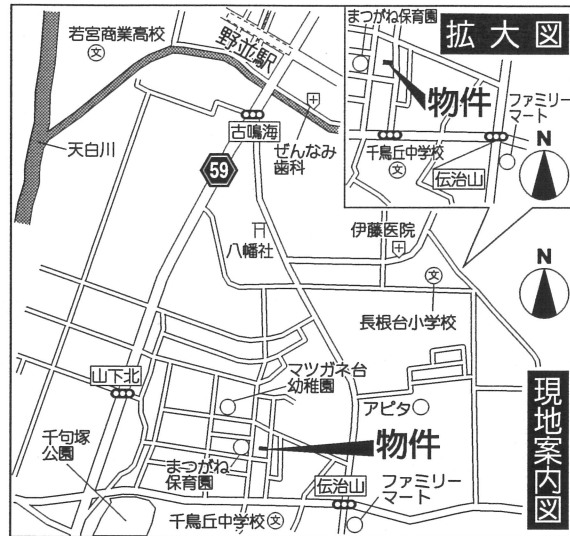 若宮商業高校
文
野並駅
天白川
古鳴海
ぜんなみ
歯科
59
八幡社
伊藤医院
文
長根台小学校
マツガネ台
幼稚園
山下北
千句塚
公園
アピタ
物件
まつがね
保育園
伝治山
ファミリー
マート
千鳥丘中学校
文
拡大図
まつがね保育園
物件
ファミリー
マート
千鳥丘中学校
文
伝治山
N
N
現地案内図